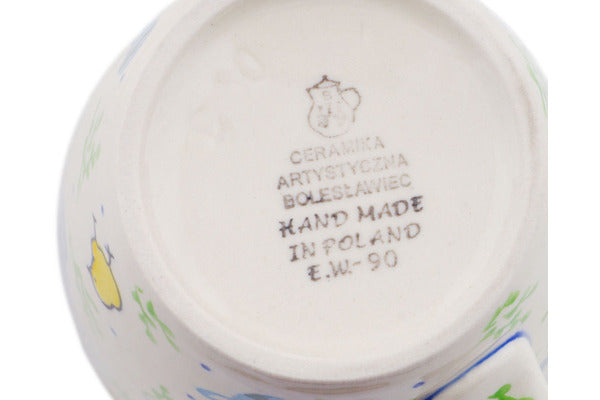 CERAMIKA
ARTYSTYCZNA
BOLESŁAWIEC
HAND MADE
IN POLAND
E.W.-90